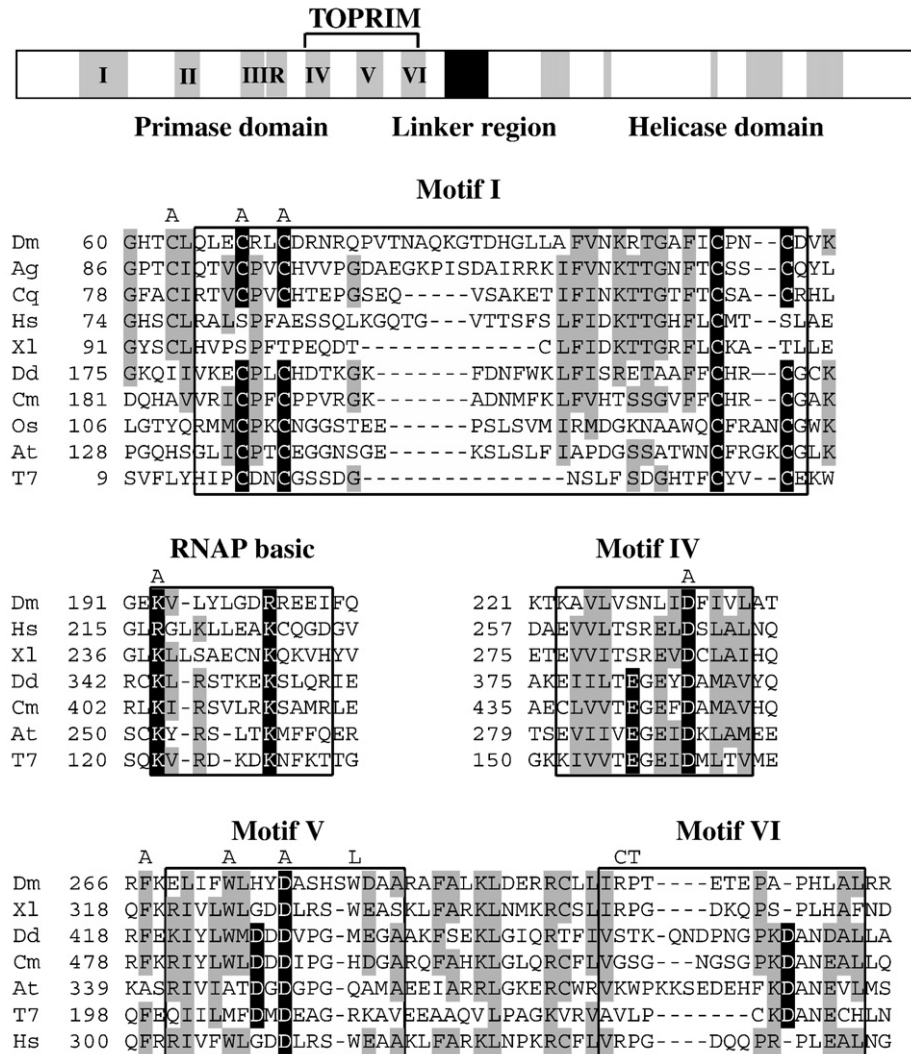 TOPRIM
I II III R IV V VI
Primase domain Linker region Helicase domain
Motif I
A A A
Dm 60 GHTCLQLECRLCDRNRQPVTNAQKGTDHGLLAFVNKRTGAFICPN--CDVK
Ag 86 GPTCIQTVCPVCHVVPGDAEGKPISDAIRRKIFVNKTTGNFTCSS--CQYL
Cq 78 GFACIRTVCPVCHTEPGSEQ-----VSAKETIFINKTTGTFTCSA--CRHL
Hs 74 GHSCLRALSPFAESSQLKGQTG---VTTSFSLFIDKTTGHFLCMT--SLAE
Xl 91 GYSCLHVPSPFTPEQDT-------------CLFIDKTTGRFLCKA--TLLE
Dd 175 GKQIIVKECPLCHDTKGK-------FDNFWKLFISRETAAFFCHR--CGCK
Cm 181 DQHAVVRICPFCPPVRGK-------ADNMFKLFVHTSSGVFFCHR--CGAK
Os 106 LGTYQRMMCPKCNGGSTEE------PSLSVMIRMDGKNAAWQCFRANCGWK
At 128 PGQHSGLICPTCEGGNSGE------KSLSLFIAPDGSSATWNCFRGKCGLK
T7 9 SVFLYHIPCDNCGSSDG---------------NSLFSDGHTFCYV--CEKW
RNAP basic Motif IV
A A
Dm 191 GEKV-LYLGDRREEIFQ 221 KTKAVLVSNLIDFIVLAT
Hs 215 GLRGLKLLEAKCQGDGV 257 DAEVVLTSRELDSLALNQ
Xl 236 GLKLLSAECNKQKVHYV 275 ETEVVITSREVDCLAIHQ
Dd 342 RCKL-RSTKEKSLQRIE 375 AKEIILTEGEYDAMAVYQ
Cm 402 RLKI-RSVLRKSAMRLE 435 AECLVVTEGEFDAMAVHQ
At 250 SCKY-RS-LTKMFFQER 279 TSEVIIVEGEIDKLAMEE
T7 120 SQKV-RD-KDKNFKTTG 150 GKKIVVTEGEIDMLTVME
Motif V Motif VI
A A A L CT
Dm 266 RFKELIFWLHYDASHSWDAARAFALKLDERRCLLIRPT----ETEPA-PHLALRR
Xl 318 QFKRIVLWLGDDLRS-WEASKLFARKLNMKRCSLIRPG----DKQPS-PLHAFND
Dd 418 RFEKIYLWMDDDVPG-MEGAAKFSEKLGIQRTFIVSTK-QNDPNGPKDANDALLA
Cm 478 RFKRIYLWLDDDIPG-HDGARQFAHKLGLQRCFLVGSG---NGSGPKDANEALLQ
At 339 KASRIVIATDGDGPG-QAMAEEIARRLGKERCWRVKWPKKSEDEHFKDANEVLMS
T7 198 QFEQIILMFDMDEAG-RKAVEEAAQVLPAGKVRVAVLP------CKDANECHLN
Hs 300 QFRRIVFWLGDDLRS-WEAAKLFARKLNPKRCFLVRPG----DQQPR-PLEALNG